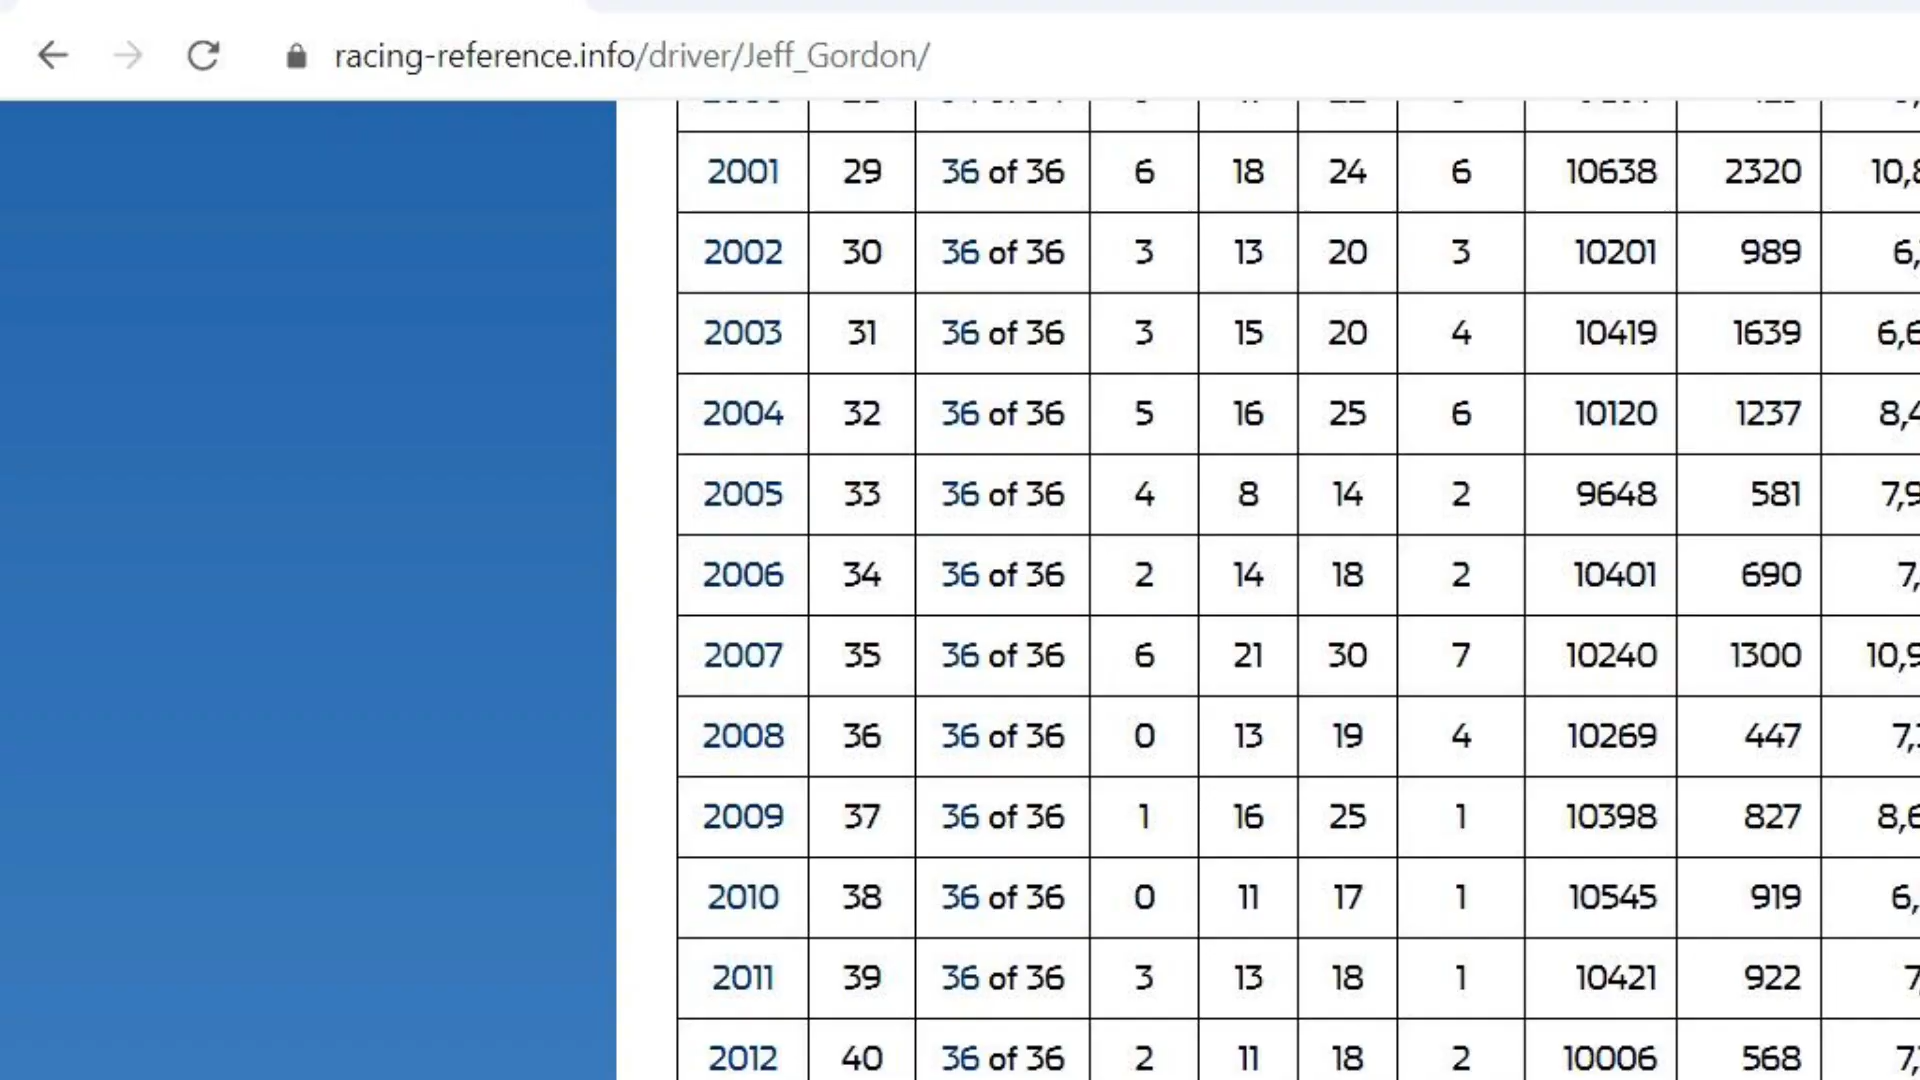 racing-reference.info/driver/Jeff_Gordon/
2001 29 36 of 36 6 18 24 6 10638 2320
2002 30 36 of 36 3 13 20 3 10201 989
2003 31 36 of 36 3 15 20 4 10419 1639
2004 32 36 of 36 5 16 25 6 10120 1237
2005 33 36 of 36 4 8 14 2 9648 581
2006 34 36 of 36 2 14 18 2 10401 690
2007 35 36 of 36 6 21 30 7 10240 1300
2008 36 36 of 36 0 13 19 4 10269 447
2009 37 36 of 36 1 16 25 1 10398 827
2010 38 36 of 36 0 11 17 1 10545 919
2011 39 36 of 36 3 13 18 1 10421 922
2012 40 36 of 36 2 11 18 2 10006 568